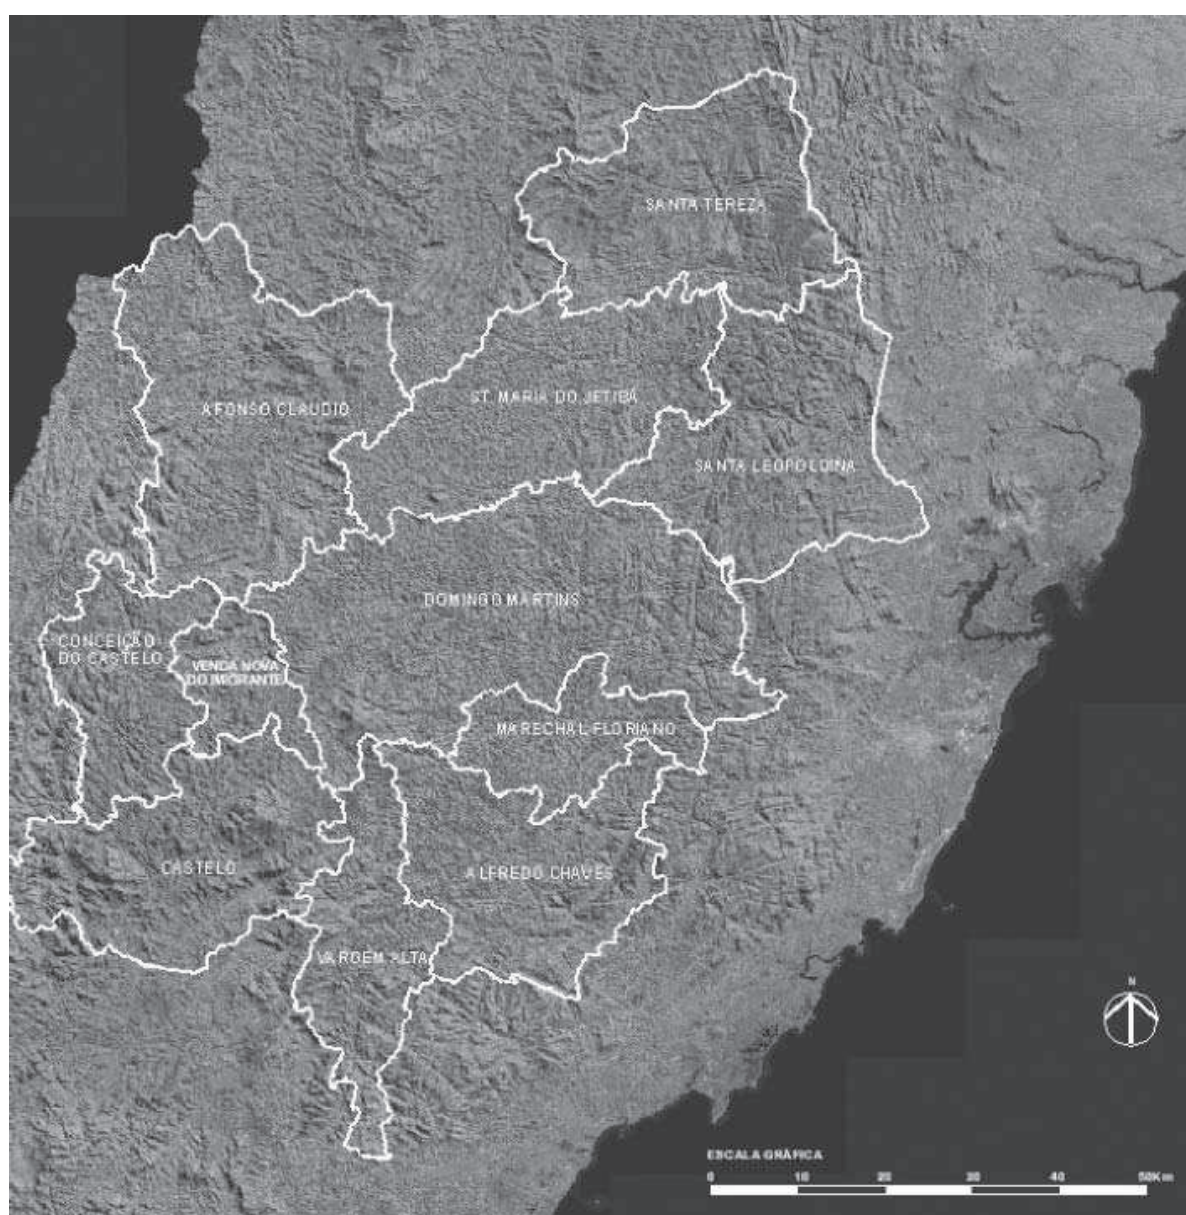 SANTA TEREZA
AFONSO CLAUDIO
ST. MARIA DO JETIBÁ
SANTA LEOPOLDINA
DOMINGO MARTINS
CONCEIÇÃO
DO CASTELO
VENDA NOVA
DO IMIGRANTE
MARECHAL FLORIANO
CASTELO
ALFREDO CHAVES
VARGEM ALTA
N
ESCALA GRÁFICA
0 10 20 30 40 50Km